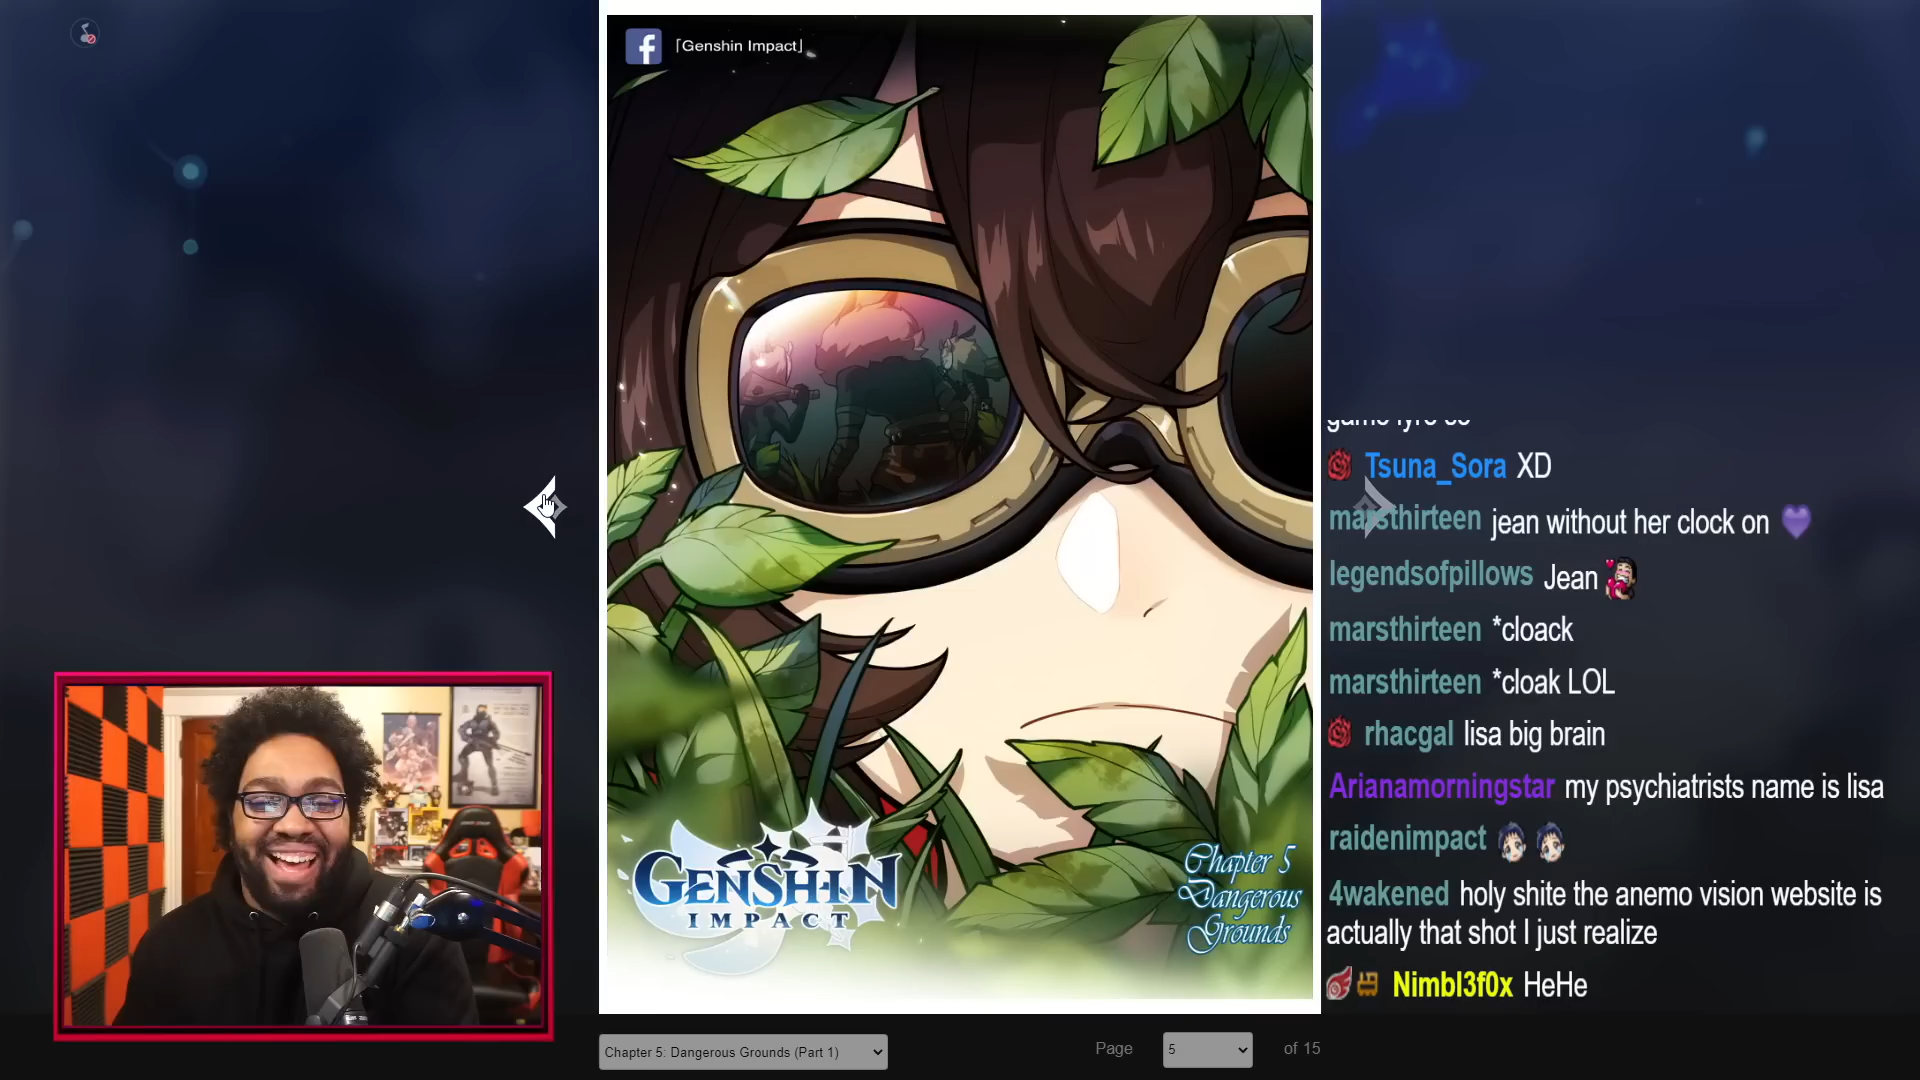 「Genshin Impact」
GENSHIN
IMPACT
Chapter 5
Dangerous
Grounds
Tsuna_Sora XD
marsthirteen jean without her clock on
legendsofpillows Jean
marsthirteen *cloack
marsthirteen *cloak LOL
rhacgal lisa big brain
Arianamorningstar my psychiatrists name is lisa
raidenimpact
4wakened holy shite the anemo vision website is
actually that shot I just realize
Nimbl3f0x HeHe
Chapter 5: Dangerous Grounds (Part 1)
Page 5 of 15